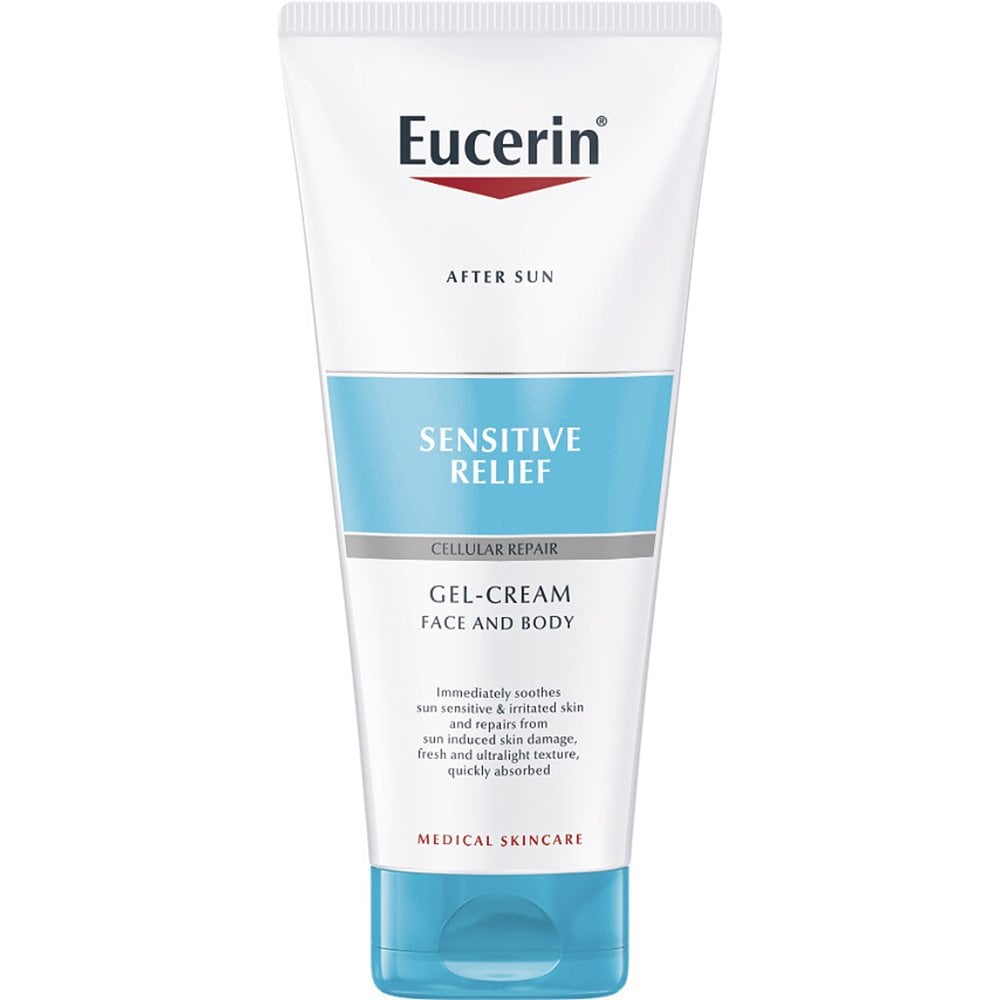 Eucerin®
AFTER SUN
SENSITIVE
RELIEF
CELLULAR REPAIR
GEL-CREAM
FACE AND BODY
Immediately soothes
sun sensitive & irritated skin
and repairs from
sun induced skin damage,
fresh and ultralight texture,
quickly absorbed
MEDICAL SKINCARE